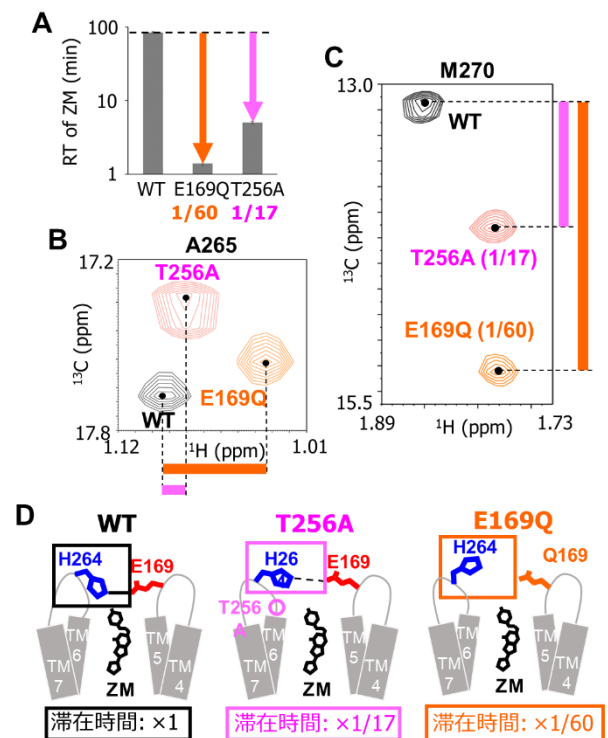 A
RT of ZM (min)
100
10
1
WT E169Q T256A
1/60 1/17
B
A265
17.2
T256A
¹³C (ppm)
WT
E169Q
17.8
1.12 ¹H (ppm) 1.01
C
M270
13.0
WT
¹³C (ppm)
T256A (1/17)
E169Q (1/60)
15.5
1.89 ¹H (ppm) 1.73
D
WT
H264
E169
TM
7
TM
6
TM
5
TM
4
ZM
滞在時間: ×1
T256A
H26
4
E169
T256
A
TM
7
TM
6
TM
5
TM
4
ZM
滞在時間: ×1/17
E169Q
H264
Q169
TM
7
TM
6
TM
5
TM
4
ZM
滞在時間: ×1/60